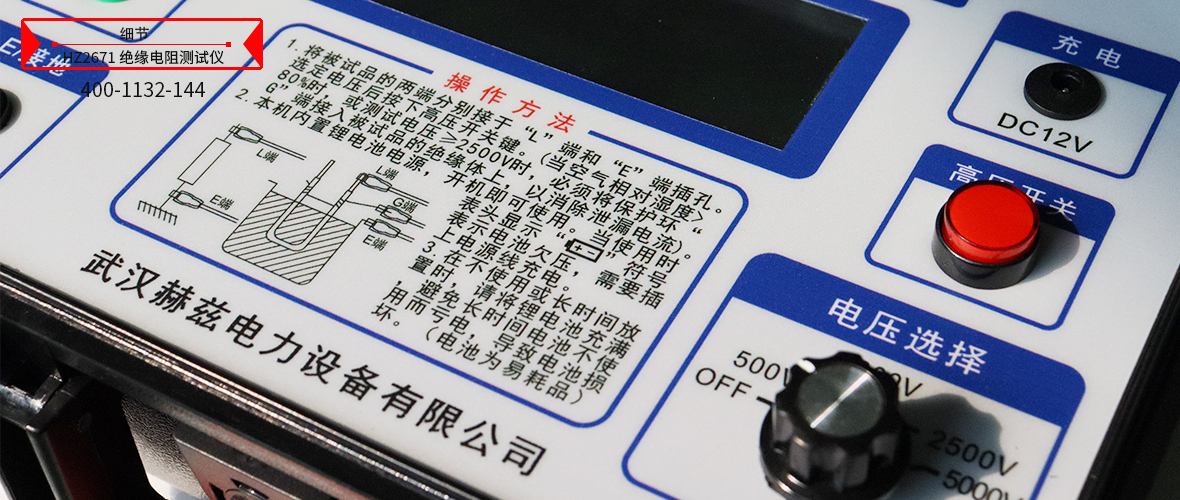 细节
HZ2671 绝缘电阻测试仪
400-1132-144
E/接地
操作方法
1. 将被试品的两端分别接于“L”端和“E”端插孔。
选定电压后按下高压开关键。(当空气相对湿度>
80%时,或测试电压≥2500V时,必须将保护环“
G”端接入被试品的绝缘体上,以消除泄漏电流)
2. 本机内置锂电池电源,开机即可使用。当使用时
表头显示“ ”符号
表示电池欠压,需要插
上电源线充电。
3. 在不使用或长时间放
置时,请将锂电池充满
,避免长时间电池不使
用而亏电,导致电池损
坏。(电池为易耗品)
L端
E端
L端
G端
E端
武汉赫兹电力设备有限公司
充电
DC12V
高压开关
电压选择
500V
OFF
2500V
5000V